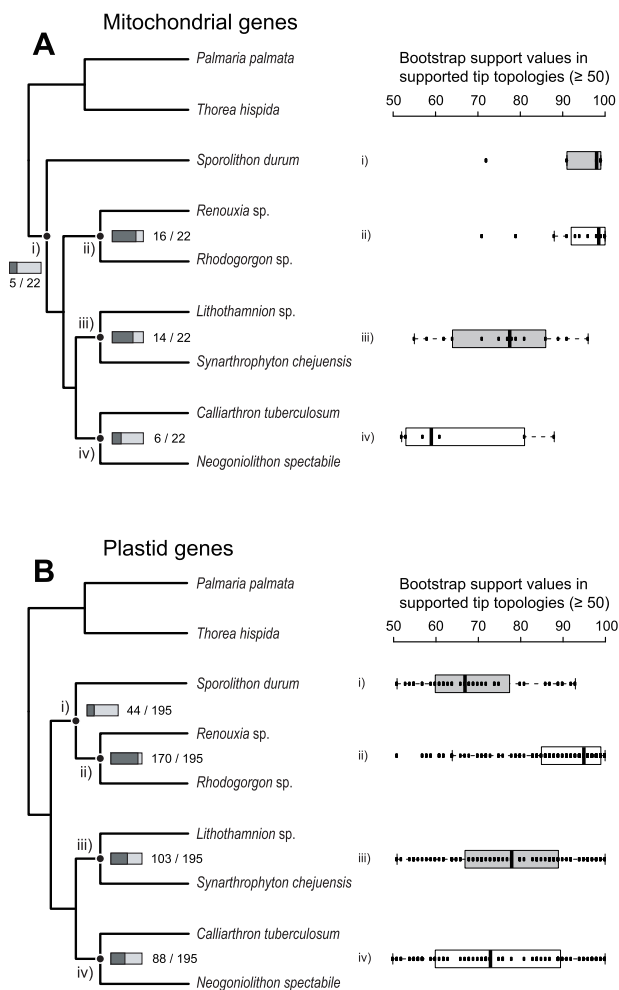 Mitochondrial genes
A
Palmaria palmata
Bootstrap support values in
supported tip topologies (≥ 50)
50 60 70 80 90 100
Thorea hispida
Sporolithon durum
i)
Renouxia sp.
i)
ii)
16 / 22
ii)
5 / 22
Rhodogorgon sp.
Lithothamnion sp.
iii)
14 / 22
iii)
Synarthrophyton chejuensis
Calliarthron tuberculosum
iv)
6 / 22
iv)
Neogoniolithon spectabile
Plastid genes
B
Palmaria palmata
Bootstrap support values in
supported tip topologies (≥ 50)
50 60 70 80 90 100
Thorea hispida
Sporolithon durum
i)
i)
44 / 195
Renouxia sp.
ii)
170 / 195
ii)
Rhodogorgon sp.
Lithothamnion sp.
iii)
103 / 195
iii)
Synarthrophyton chejuensis
Calliarthron tuberculosum
iv)
88 / 195
iv)
Neogoniolithon spectabile